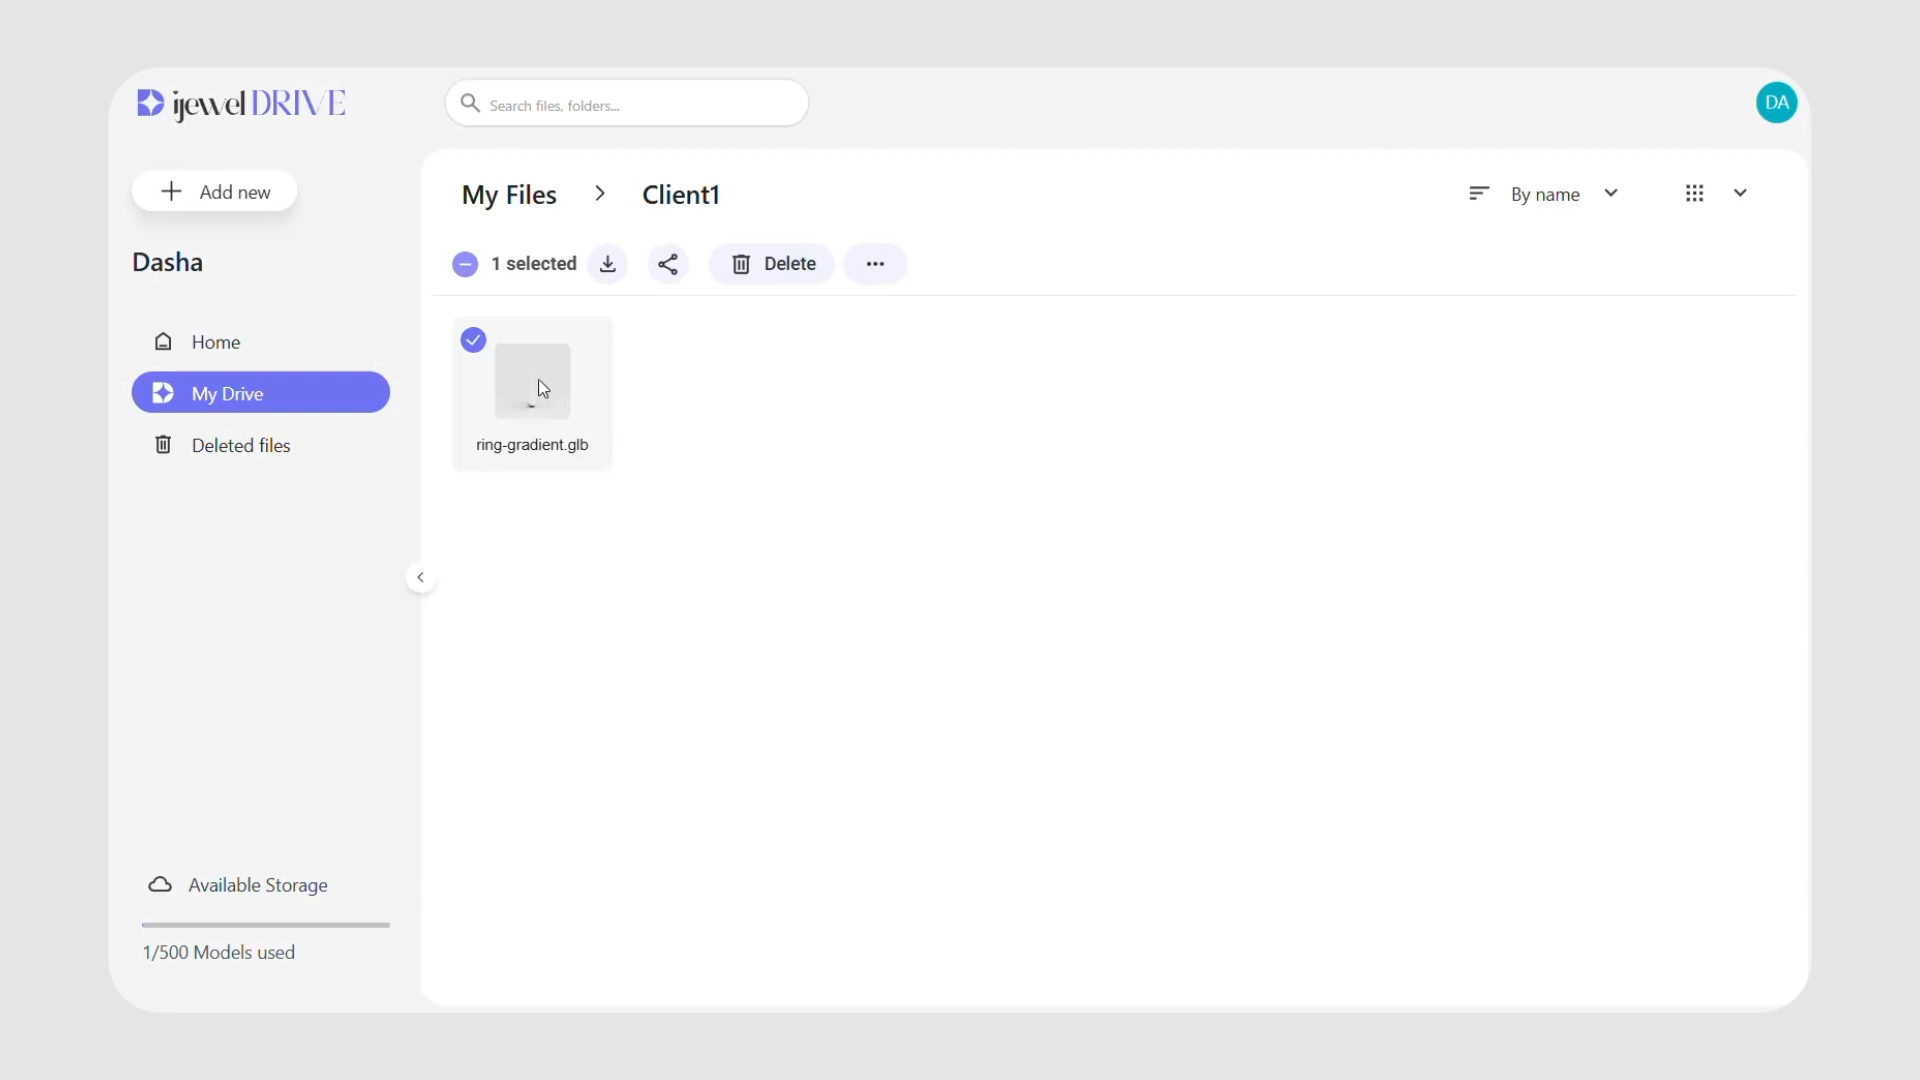 ijewel DRIVE
Search files, folders...
DA
Add new
My Files > Client1
By name
1 selected
Delete
Dasha
Home
My Drive
Deleted files
ring-gradient.glb
Available Storage
1/500 Models used